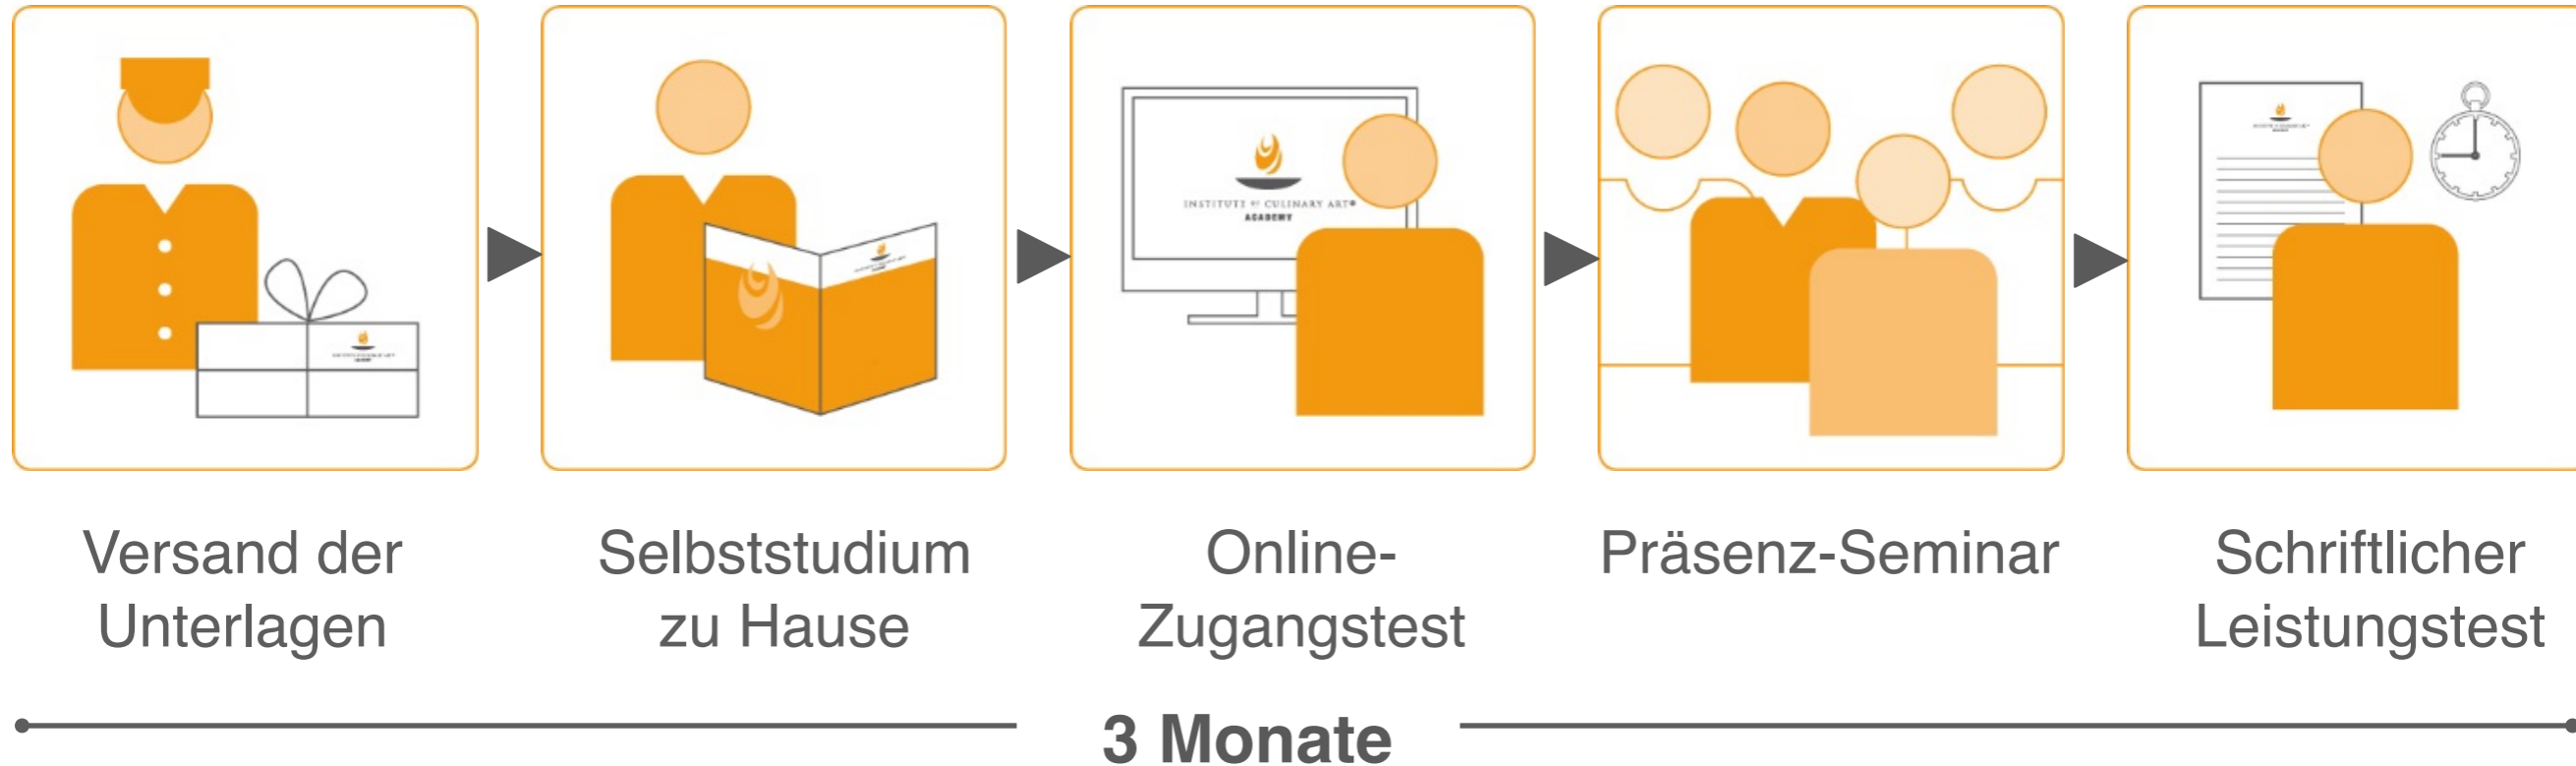 INSTITUTE OF CULINARY ART®
ACADEMY
Versand der
Unterlagen
Selbststudium
zu Hause
Online-
Zugangstest
Präsenz-Seminar
Schriftlicher
Leistungstest
3 Monate